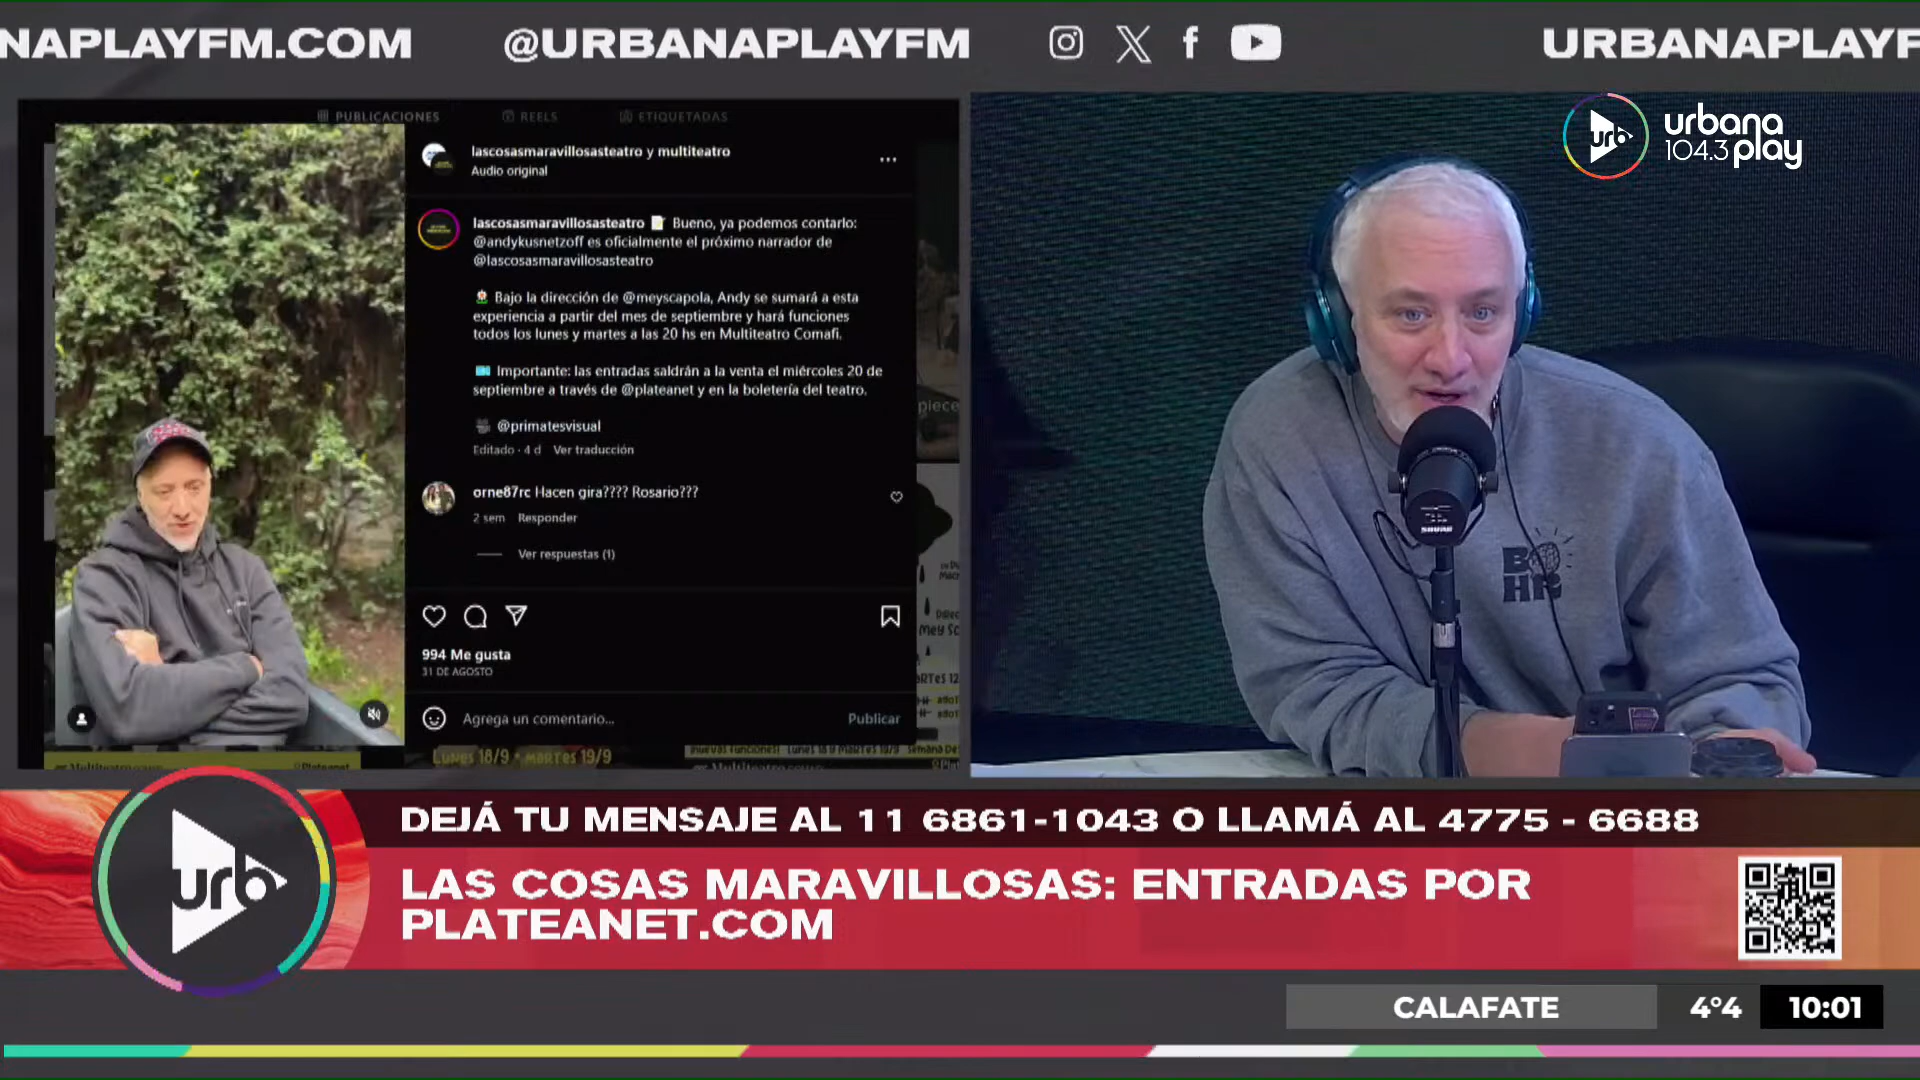 NAPLAYFM.COM @URBANAPLAYFM URBANAPLAYF
urb urbana
104.3 play
PUBLICACIONES REELS ETIQUETADAS
lascosasmaravillosasteatro y multiteatro
Audio original
lascosasmaravillosasteatro Bueno, ya podemos contarlo:
@andykusnetzoff es oficialmente el próximo narrador de
@lascosasmaravillosasteatro
Bajo la dirección de @meyscapola, Andy se sumará a esta
experiencia a partir del mes de septiembre y hará funciones
todos los lunes y martes a las 20 hs en Multiteatro Comafi.
Importante: las entradas saldrán a la venta el miércoles 20 de
septiembre a través de @plateanet y en la boletería del teatro.
@primatesvisual
Editado · 4 d Ver traducción
orne87rc Hacen gira???? Rosario???
2 sem Responder
Ver respuestas (1)
994 Me gusta
31 DE AGOSTO
Agrega un comentario... Publicar
Lunes 18/9 * martes 19/9
piece
SHURE
BOHR
urb
DEJÁ TU MENSAJE AL 11 6861-1043 O LLAMÁ AL 4775 - 6688
LAS COSAS MARAVILLOSAS: ENTRADAS POR
PLATEANET.COM
CALAFATE 4°4 10:01